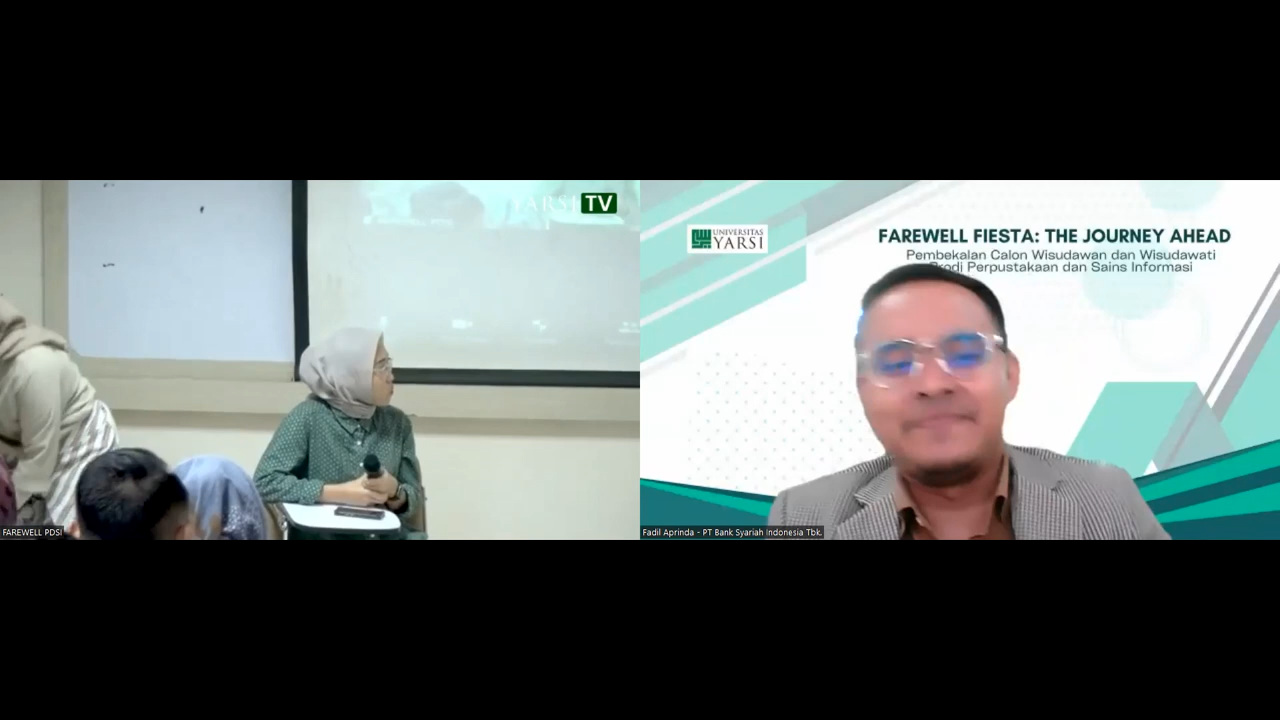 YARSI TV
FAREWELL PDSI
UNIVERSITAS
YARSI
FAREWELL FIESTA: THE JOURNEY AHEAD
Pembekalan Calon Wisudawan dan Wisudawati
Prodi Perpustakaan dan Sains Informasi
Fadil Aprinda - PT Bank Syariah Indonesia Tbk.